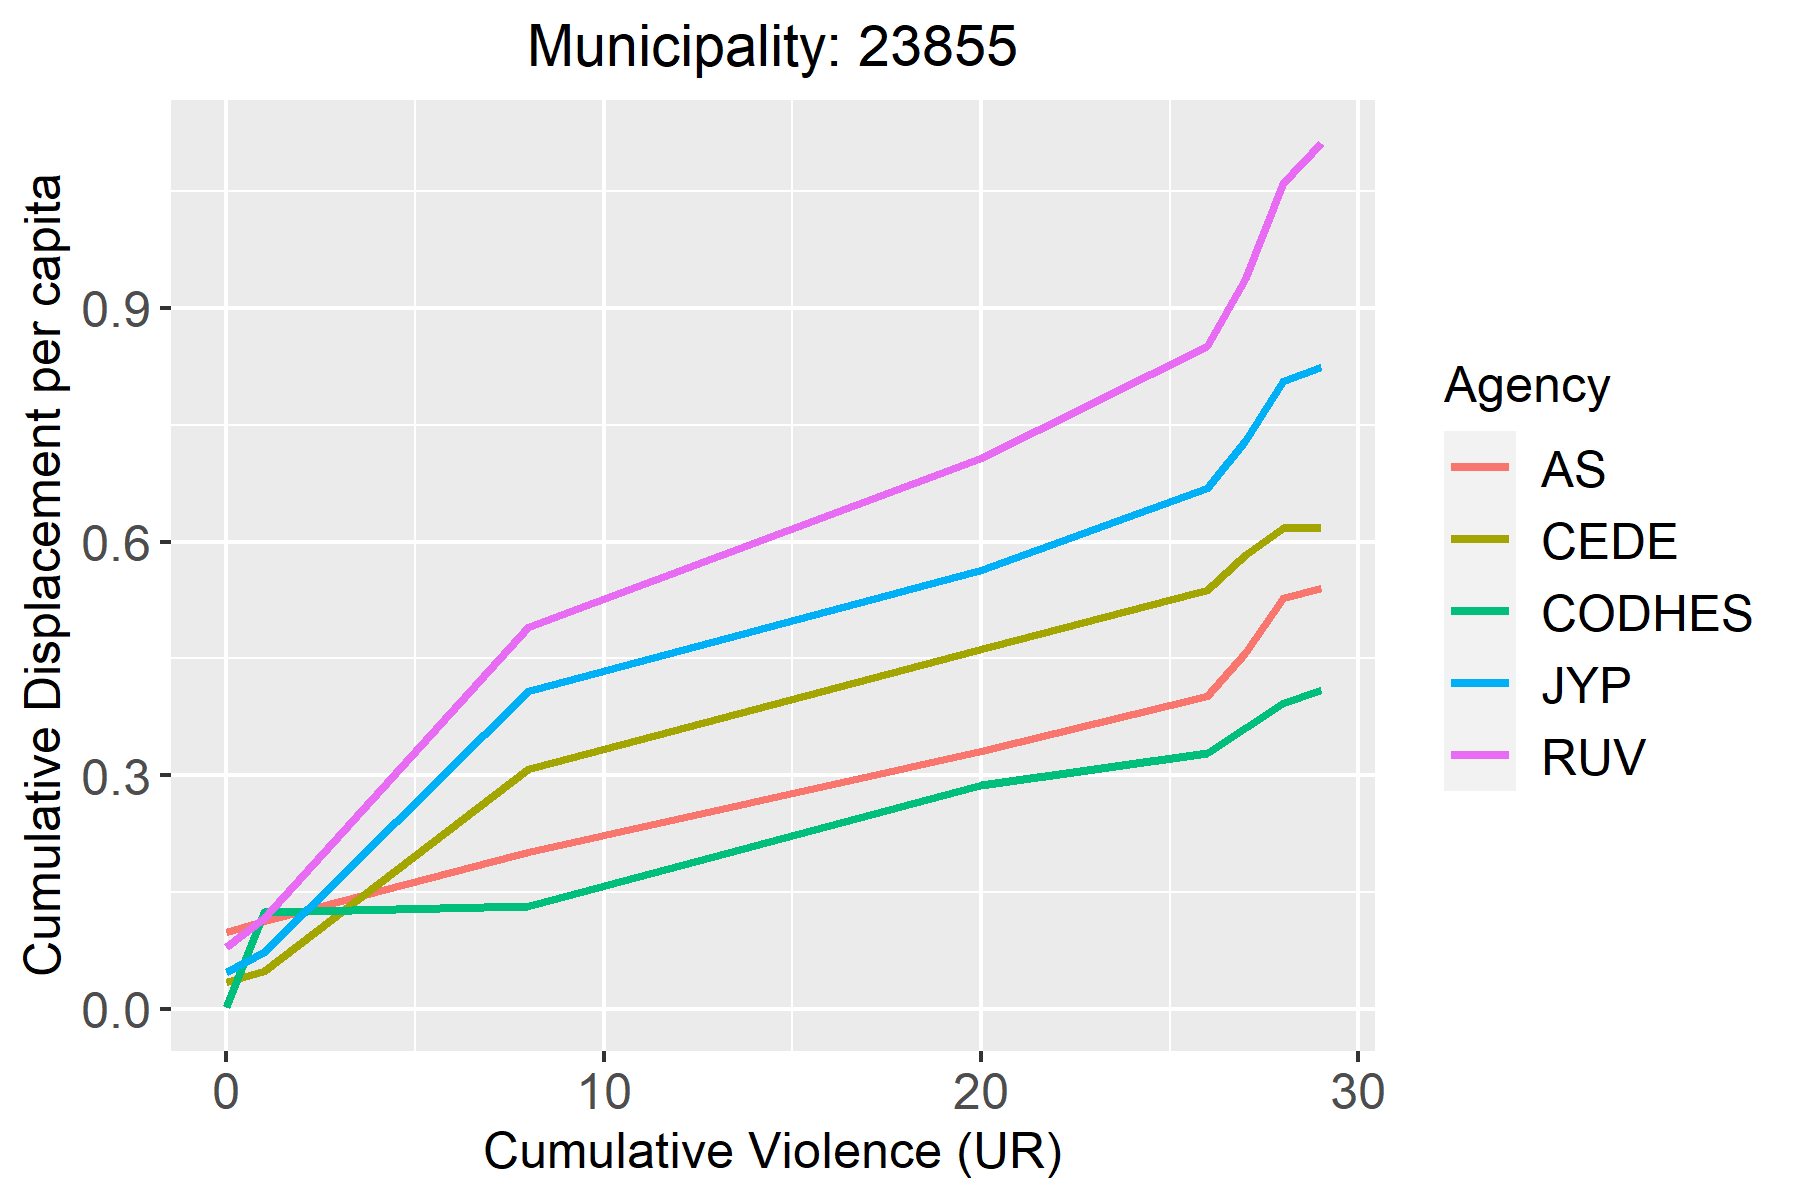 Municipality: 23855
Cumulative Displacement per capita
0.9
0.6
0.3
0.0
0
10
20
30
Cumulative Violence (UR)
Agency
AS
CEDE
CODHES
JYP
RUV